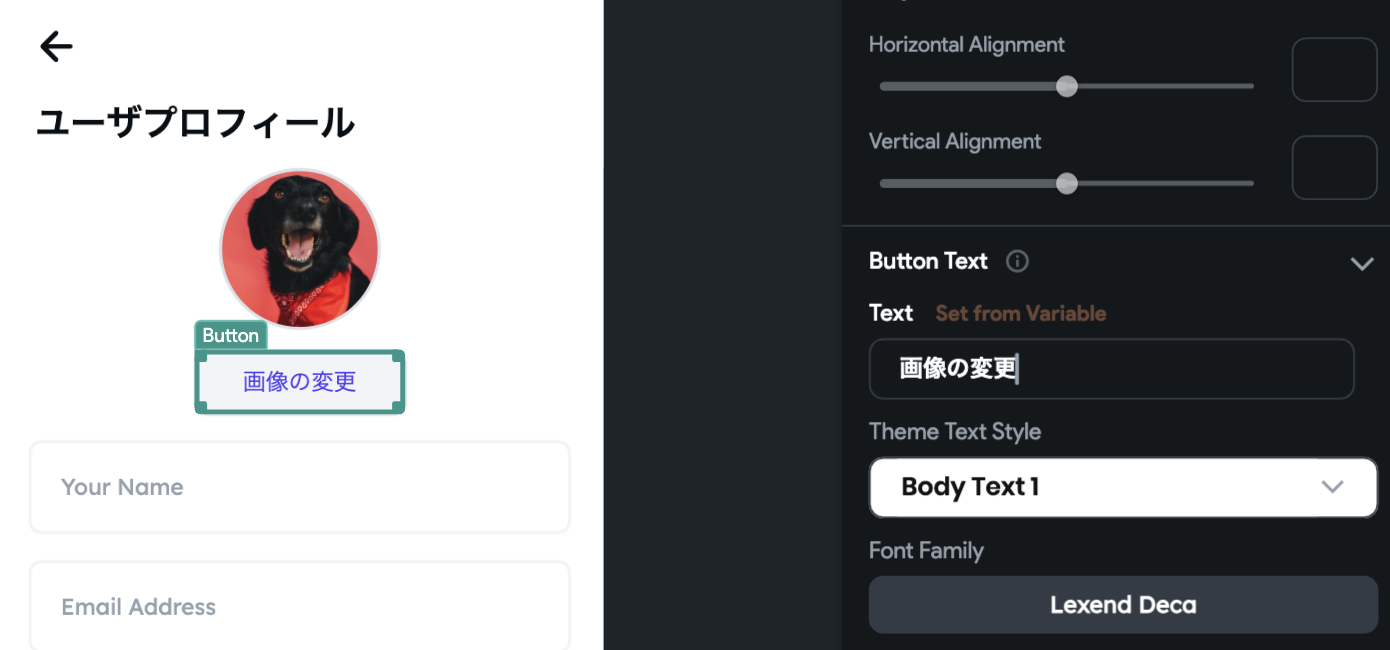 ユーザプロフィール
Button
画像の変更
Your Name
Email Address
Horizontal Alignment
Vertical Alignment
Button Text
Text Set from Variable
画像の変更
Theme Text Style
Body Text 1
Font Family
Lexend Deca